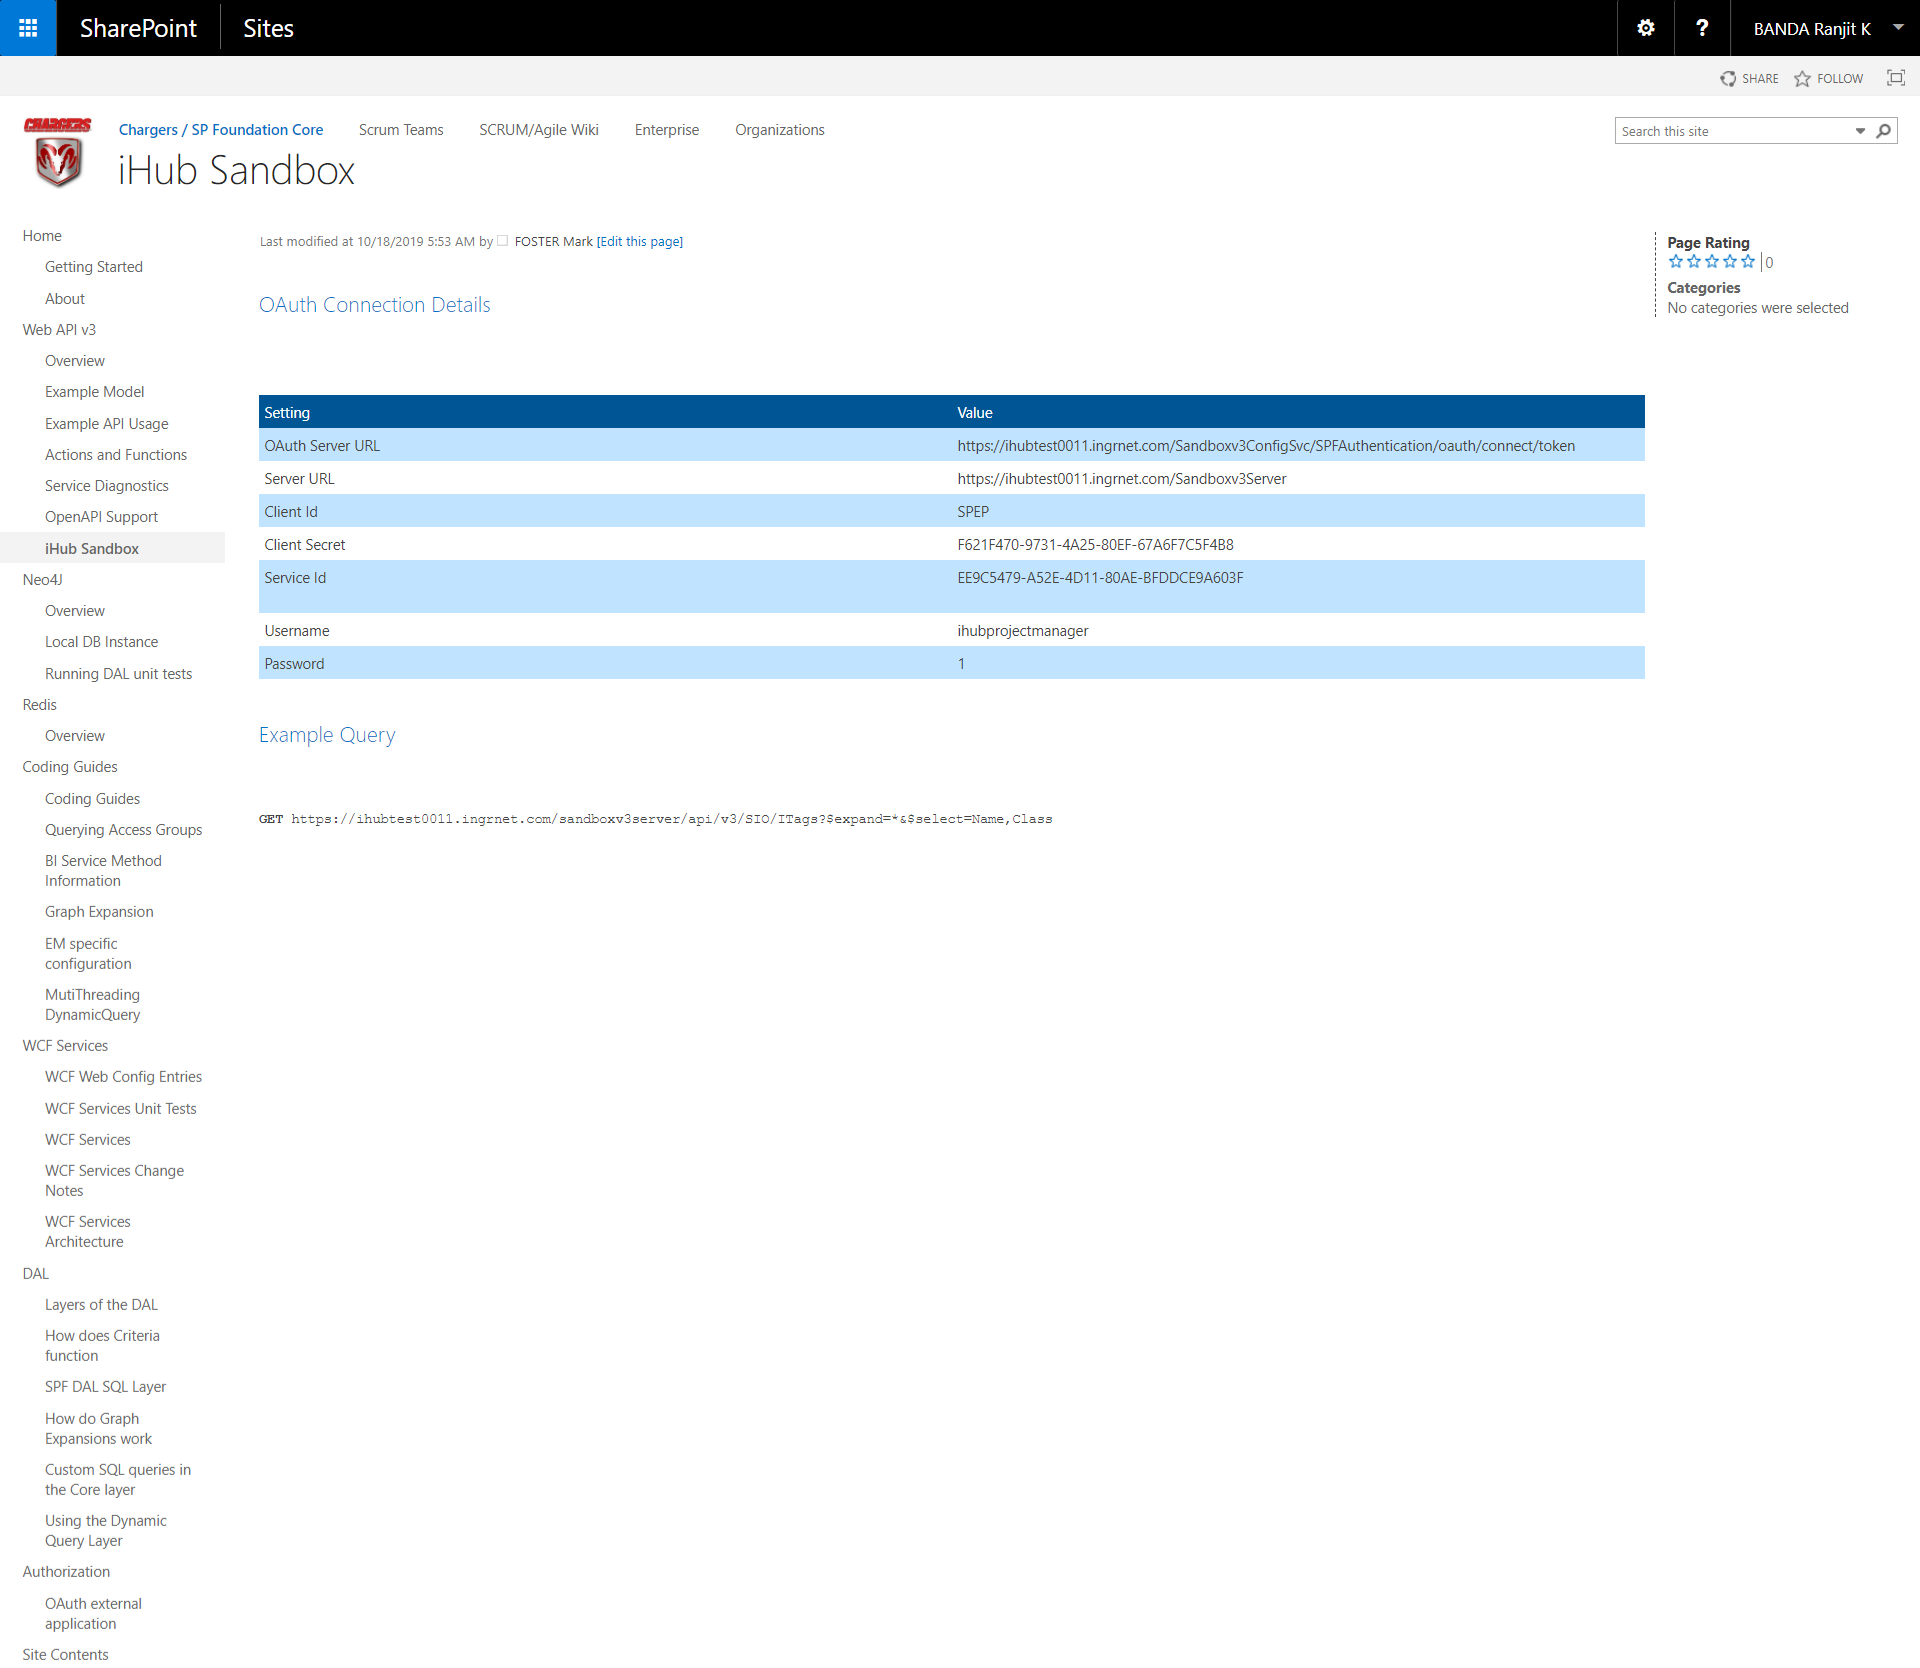 SharePoint Sites ? BANDA Ranjit K
SHARE FOLLOW
CHARGERS
Chargers / SP Foundation Core Scrum Teams SCRUM/Agile Wiki Enterprise Organizations
Search this site
iHub Sandbox
Home
Getting Started
About
Web API v3
Overview
Example Model
Example API Usage
Actions and Functions
Service Diagnostics
OpenAPI Support
iHub Sandbox
Neo4J
Overview
Local DB Instance
Running DAL unit tests
Redis
Overview
Coding Guides
Coding Guides
Querying Access Groups
BI Service Method
Information
Graph Expansion
EM specific
configuration
MutiThreading
DynamicQuery
WCF Services
WCF Web Config Entries
WCF Services Unit Tests
WCF Services
WCF Services Change
Notes
WCF Services
Architecture
DAL
Layers of the DAL
How does Criteria
function
SPF DAL SQL Layer
How do Graph
Expansions work
Custom SQL queries in
the Core layer
Using the Dynamic
Query Layer
Authorization
OAuth external
application
Site Contents
Last modified at 10/18/2019 5:53 AM by FOSTER Mark [Edit this page]
OAuth Connection Details
Setting Value
OAuth Server URL https://ihubtest0011.ingrnet.com/Sandboxv3ConfigSvc/SPFAuthentication/oauth/connect/token
Server URL https://ihubtest0011.ingrnet.com/Sandboxv3Server
Client Id SPEP
Client Secret F621F470-9731-4A25-80EF-67A6F7C5F4B8
Service Id EE9C5479-A52E-4D11-80AE-BFDDCE9A603F
Username ihubprojectmanager
Password 1
Example Query
GET https://ihubtest0011.ingrnet.com/sandboxv3server/api/v3/SIO/ITags?$expand=*&$select=Name,Class
Page Rating
0
Categories
No categories were selected